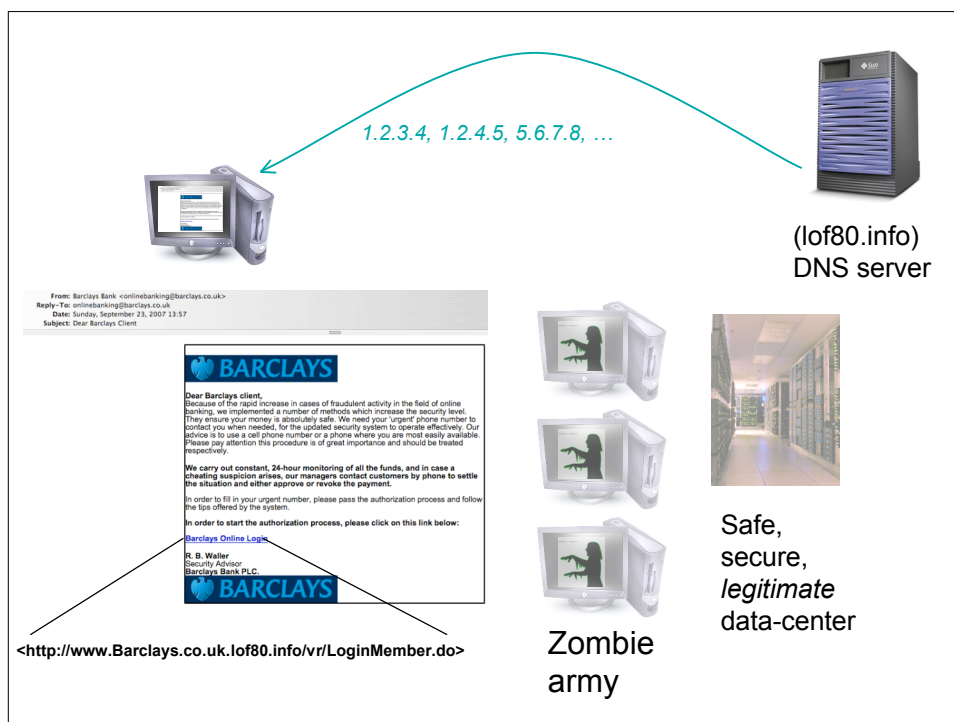 1.2.3.4, 1.2.4.5, 5.6.7.8, …
Sun
(lof80.info)
DNS server
From: Barclays Bank <onlinebanking@barclays.co.uk>
Reply-To: onlinebanking@barclays.co.uk
Date: Sunday, September 23, 2007 13:57
Subject: Dear Barclays Client
BARCLAYS
Dear Barclays client,
Because of the rapid increase in cases of fraudulent activity in the field of online
banking, we implemented a number of methods which increase the security level.
They ensure your money is absolutely safe. We need your 'urgent' phone number to
contact you when needed, for the updated security system to operate effectively. Our
advice is to use a cell phone number or a phone where you are most easily available.
Please pay attention this procedure is of great importance and should be treated
respectively.
We carry out constant, 24-hour monitoring of all the funds, and in case a
cheating suspicion arises, our managers contact customers by phone to settle
the situation and either approve or revoke the payment.
In order to fill in your urgent number, please pass the authorization process and follow
the tips offered by the system.
In order to start the authorization process, please click on this link below:
Barclays Online Login
R. B. Waller
Security Advisor
Barclays Bank PLC.
BARCLAYS
<http://www.Barclays.co.uk.lof80.info/vr/LoginMember.do>
Zombie
army
Safe,
secure,
legitimate
data-center